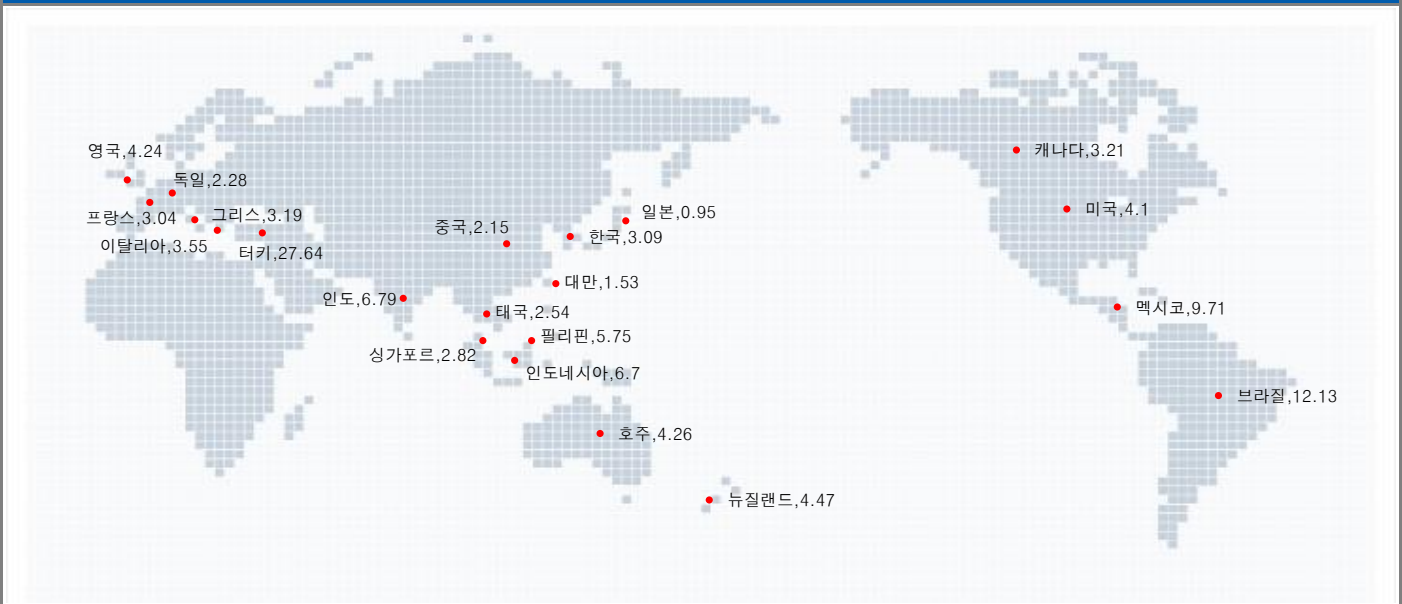 영국,4.24
캐나다,3.21
독일,2.28
미국,4.1
일본,0.95
프랑스,3.04
그리스,3.19
중국,2.15
한국,3.09
이탈리아,3.55
터키,27.64
대만,1.53
인도,6.79
멕시코,9.71
태국,2.54
필리핀,5.75
싱가포르,2.82
인도네시아,6.7
브라질,12.13
호주,4.26
뉴질랜드,4.47